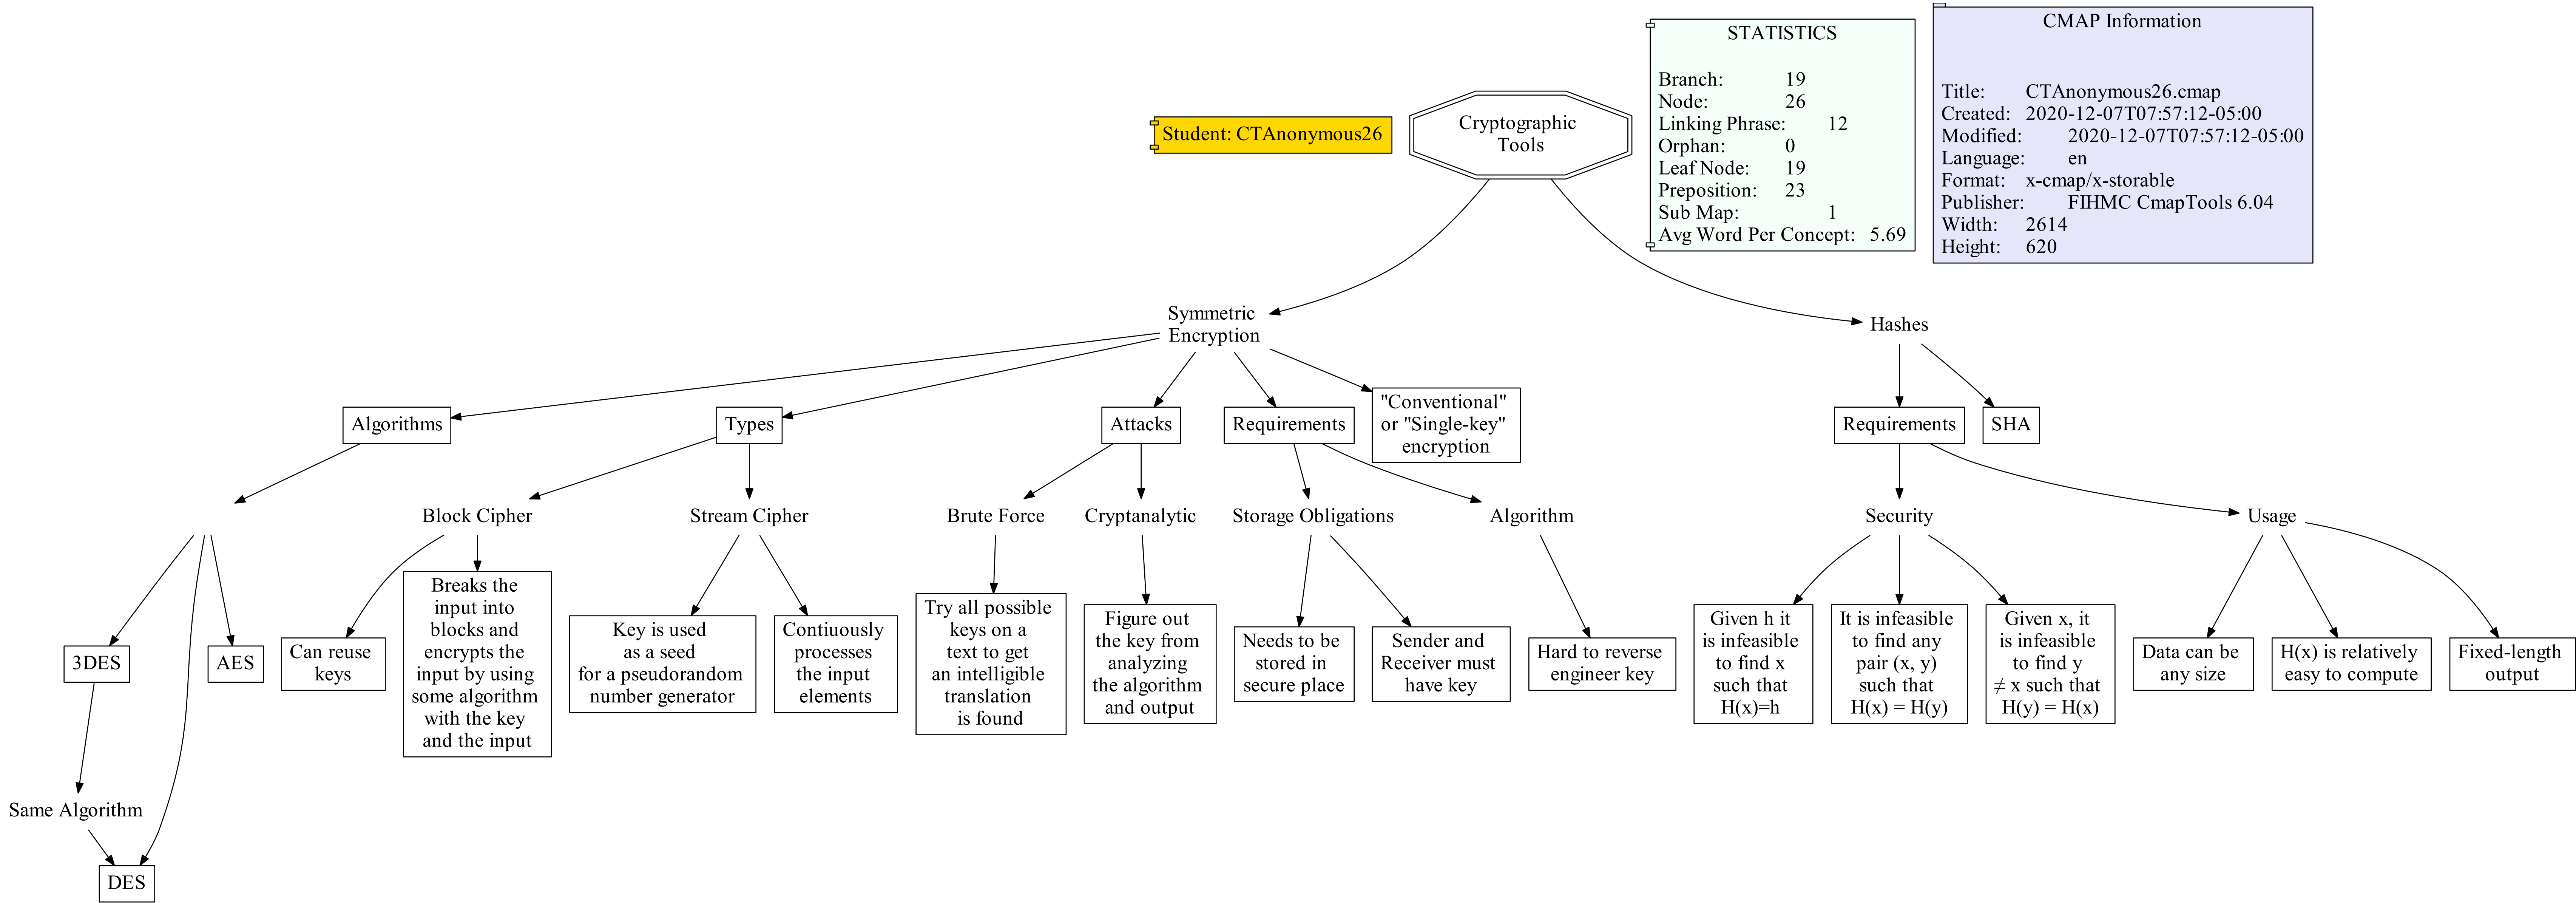 STATISTICS
Branch: 19
Node: 26
Linking Phrase: 12
Orphan: 0
Leaf Node: 19
Preposition: 23
Sub Map: 1
Avg Word Per Concept: 5.69
CMAP Information
Title: CTAnonymous26.cmap
Created: 2020-12-07T07:57:12-05:00
Modified: 2020-12-07T07:57:12-05:00
Language: en
Format: x-cmap/x-storable
Publisher: FIHMC CmapTools 6.04
Width: 2614
Height: 620
Student: CTAnonymous26
Cryptographic
Tools
Symmetric
Encryption
Hashes
Algorithms
Types
Attacks
Requirements
"Conventional"
or "Single-key"
encryption
Requirements
SHA
Block Cipher
Stream Cipher
Brute Force
Cryptanalytic
Storage Obligations
Algorithm
Security
Usage
3DES
AES
Can reuse
keys
Breaks the
input into
blocks and
encrypts the
input by using
some algorithm
with the key
and the input
Key is used
as a seed
for a pseudorandom
number generator
Contiuously
processes
the input
elements
Try all possible
keys on a
text to get
an intelligible
translation
is found
Figure out
the key from
analyzing
the algorithm
and output
Needs to be
stored in
secure place
Sender and
Receiver must
have key
Hard to reverse
engineer key
Given h it
is infeasible
to find x
such that
H(x)=h
It is infeasible
to find any
pair (x, y)
such that
H(x) = H(y)
Given x, it
is infeasible
to find y
≠ x such that
H(y) = H(x)
Data can be
any size
H(x) is relatively
easy to compute
Fixed-length
output
Same Algorithm
DES